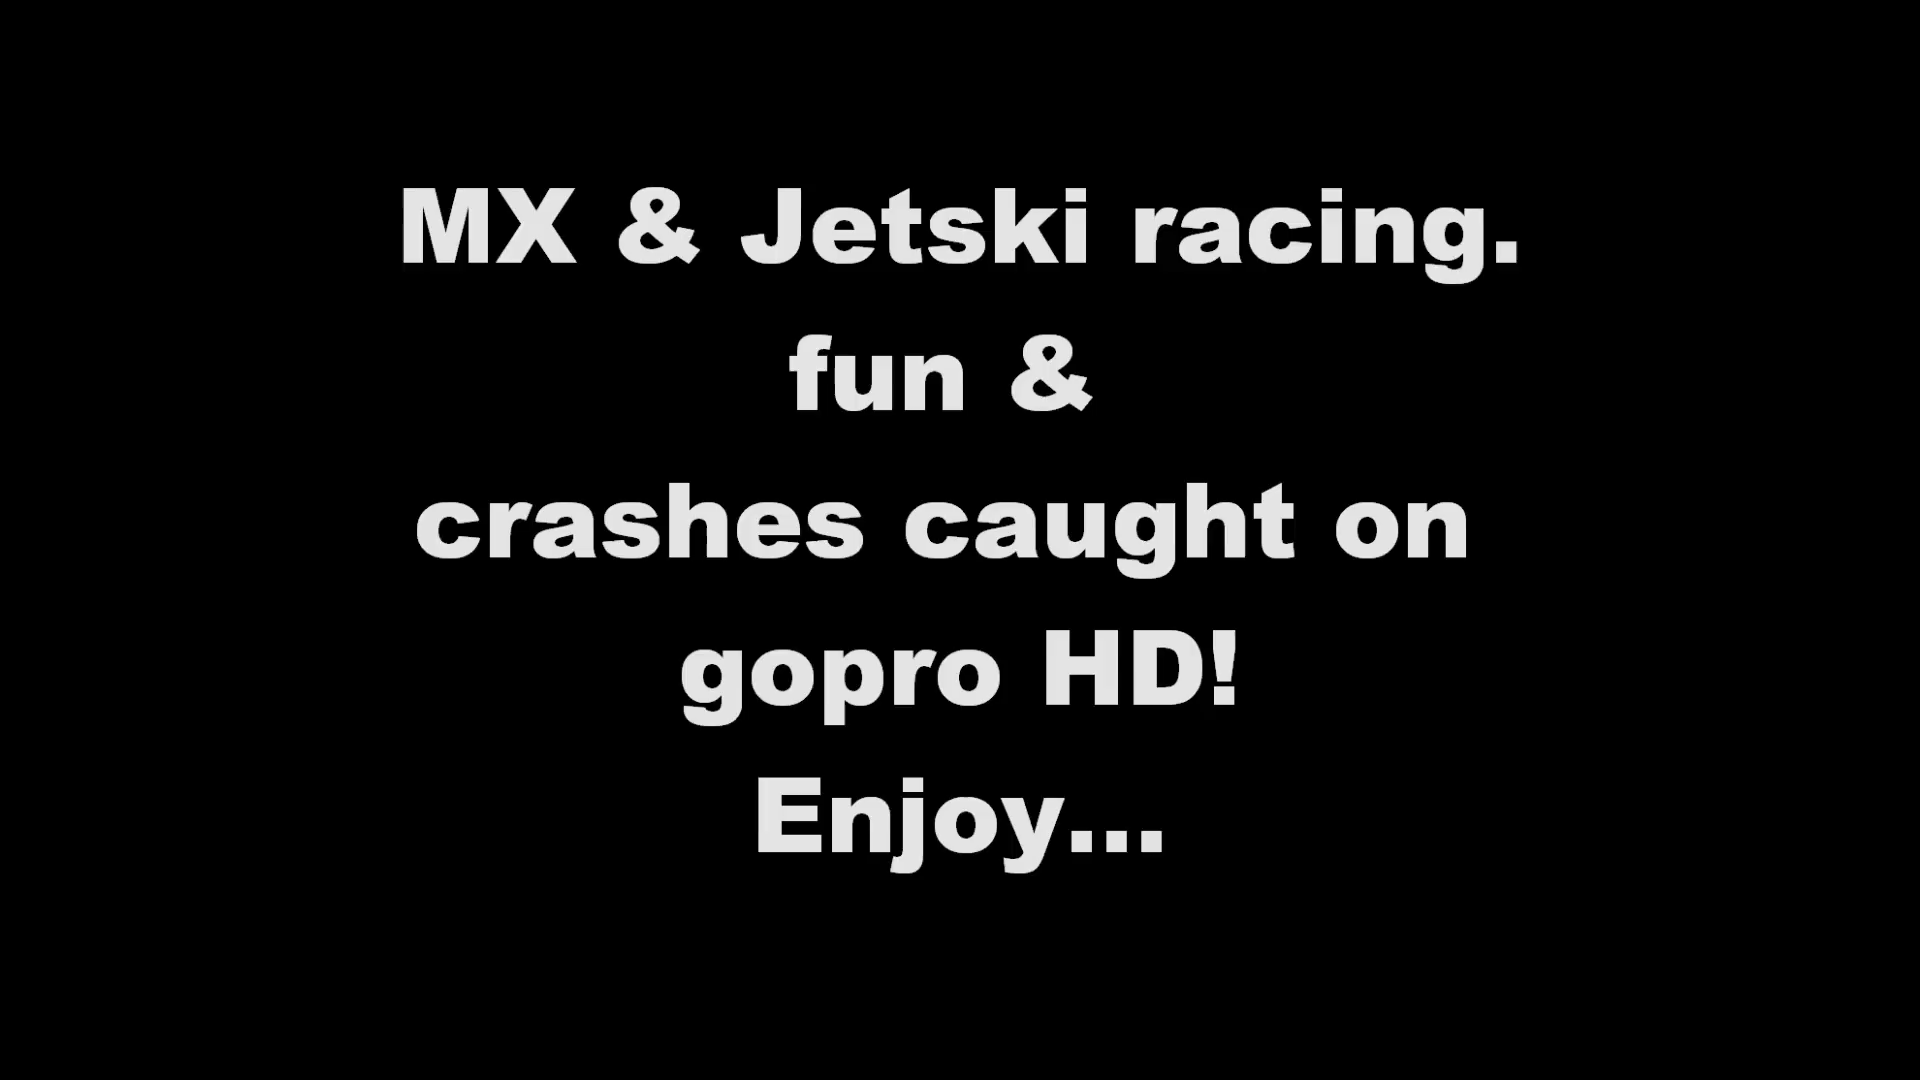 MX & Jetski racing.
fun &
crashes caught on
gopro HD!
Enjoy...